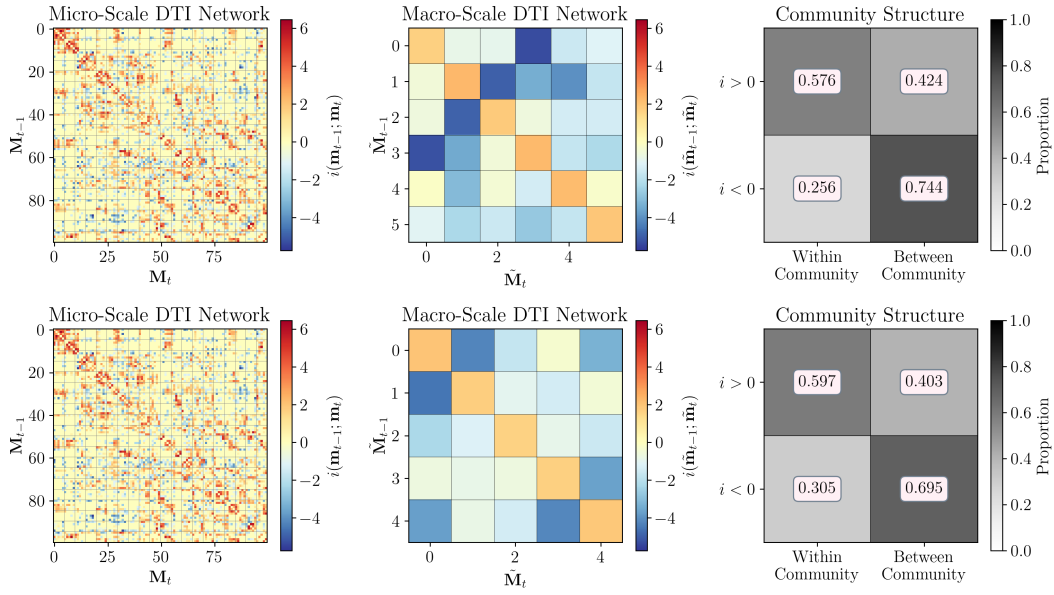 Micro-Scale DTI Network
0
20
40
60
80
M_{t−1}
0
25
50
75
M_t
6
4
2
0
−2
−4
i(m_{t−1}; m_t)
Macro-Scale DTI Network
0
1
2
3
4
5
M̃_{t−1}
0
2
4
M̃_t
6
4
2
0
−2
−4
i(m̃_{t−1}; m̃_t)
Community Structure
i > 0
i < 0
0.576
0.424
0.256
0.744
Within
Community
Between
Community
1.0
0.8
0.6
0.4
0.2
0.0
Proportion
Micro-Scale DTI Network
0
20
40
60
80
M_{t−1}
0
25
50
75
M_t
6
4
2
0
−2
−4
i(m_{t−1}; m_t)
Macro-Scale DTI Network
0
1
2
3
4
M̃_{t−1}
0
2
4
M̃_t
6
4
2
0
−2
−4
i(m̃_{t−1}; m̃_t)
Community Structure
i > 0
i < 0
0.597
0.403
0.305
0.695
Within
Community
Between
Community
1.0
0.8
0.6
0.4
0.2
0.0
Proportion